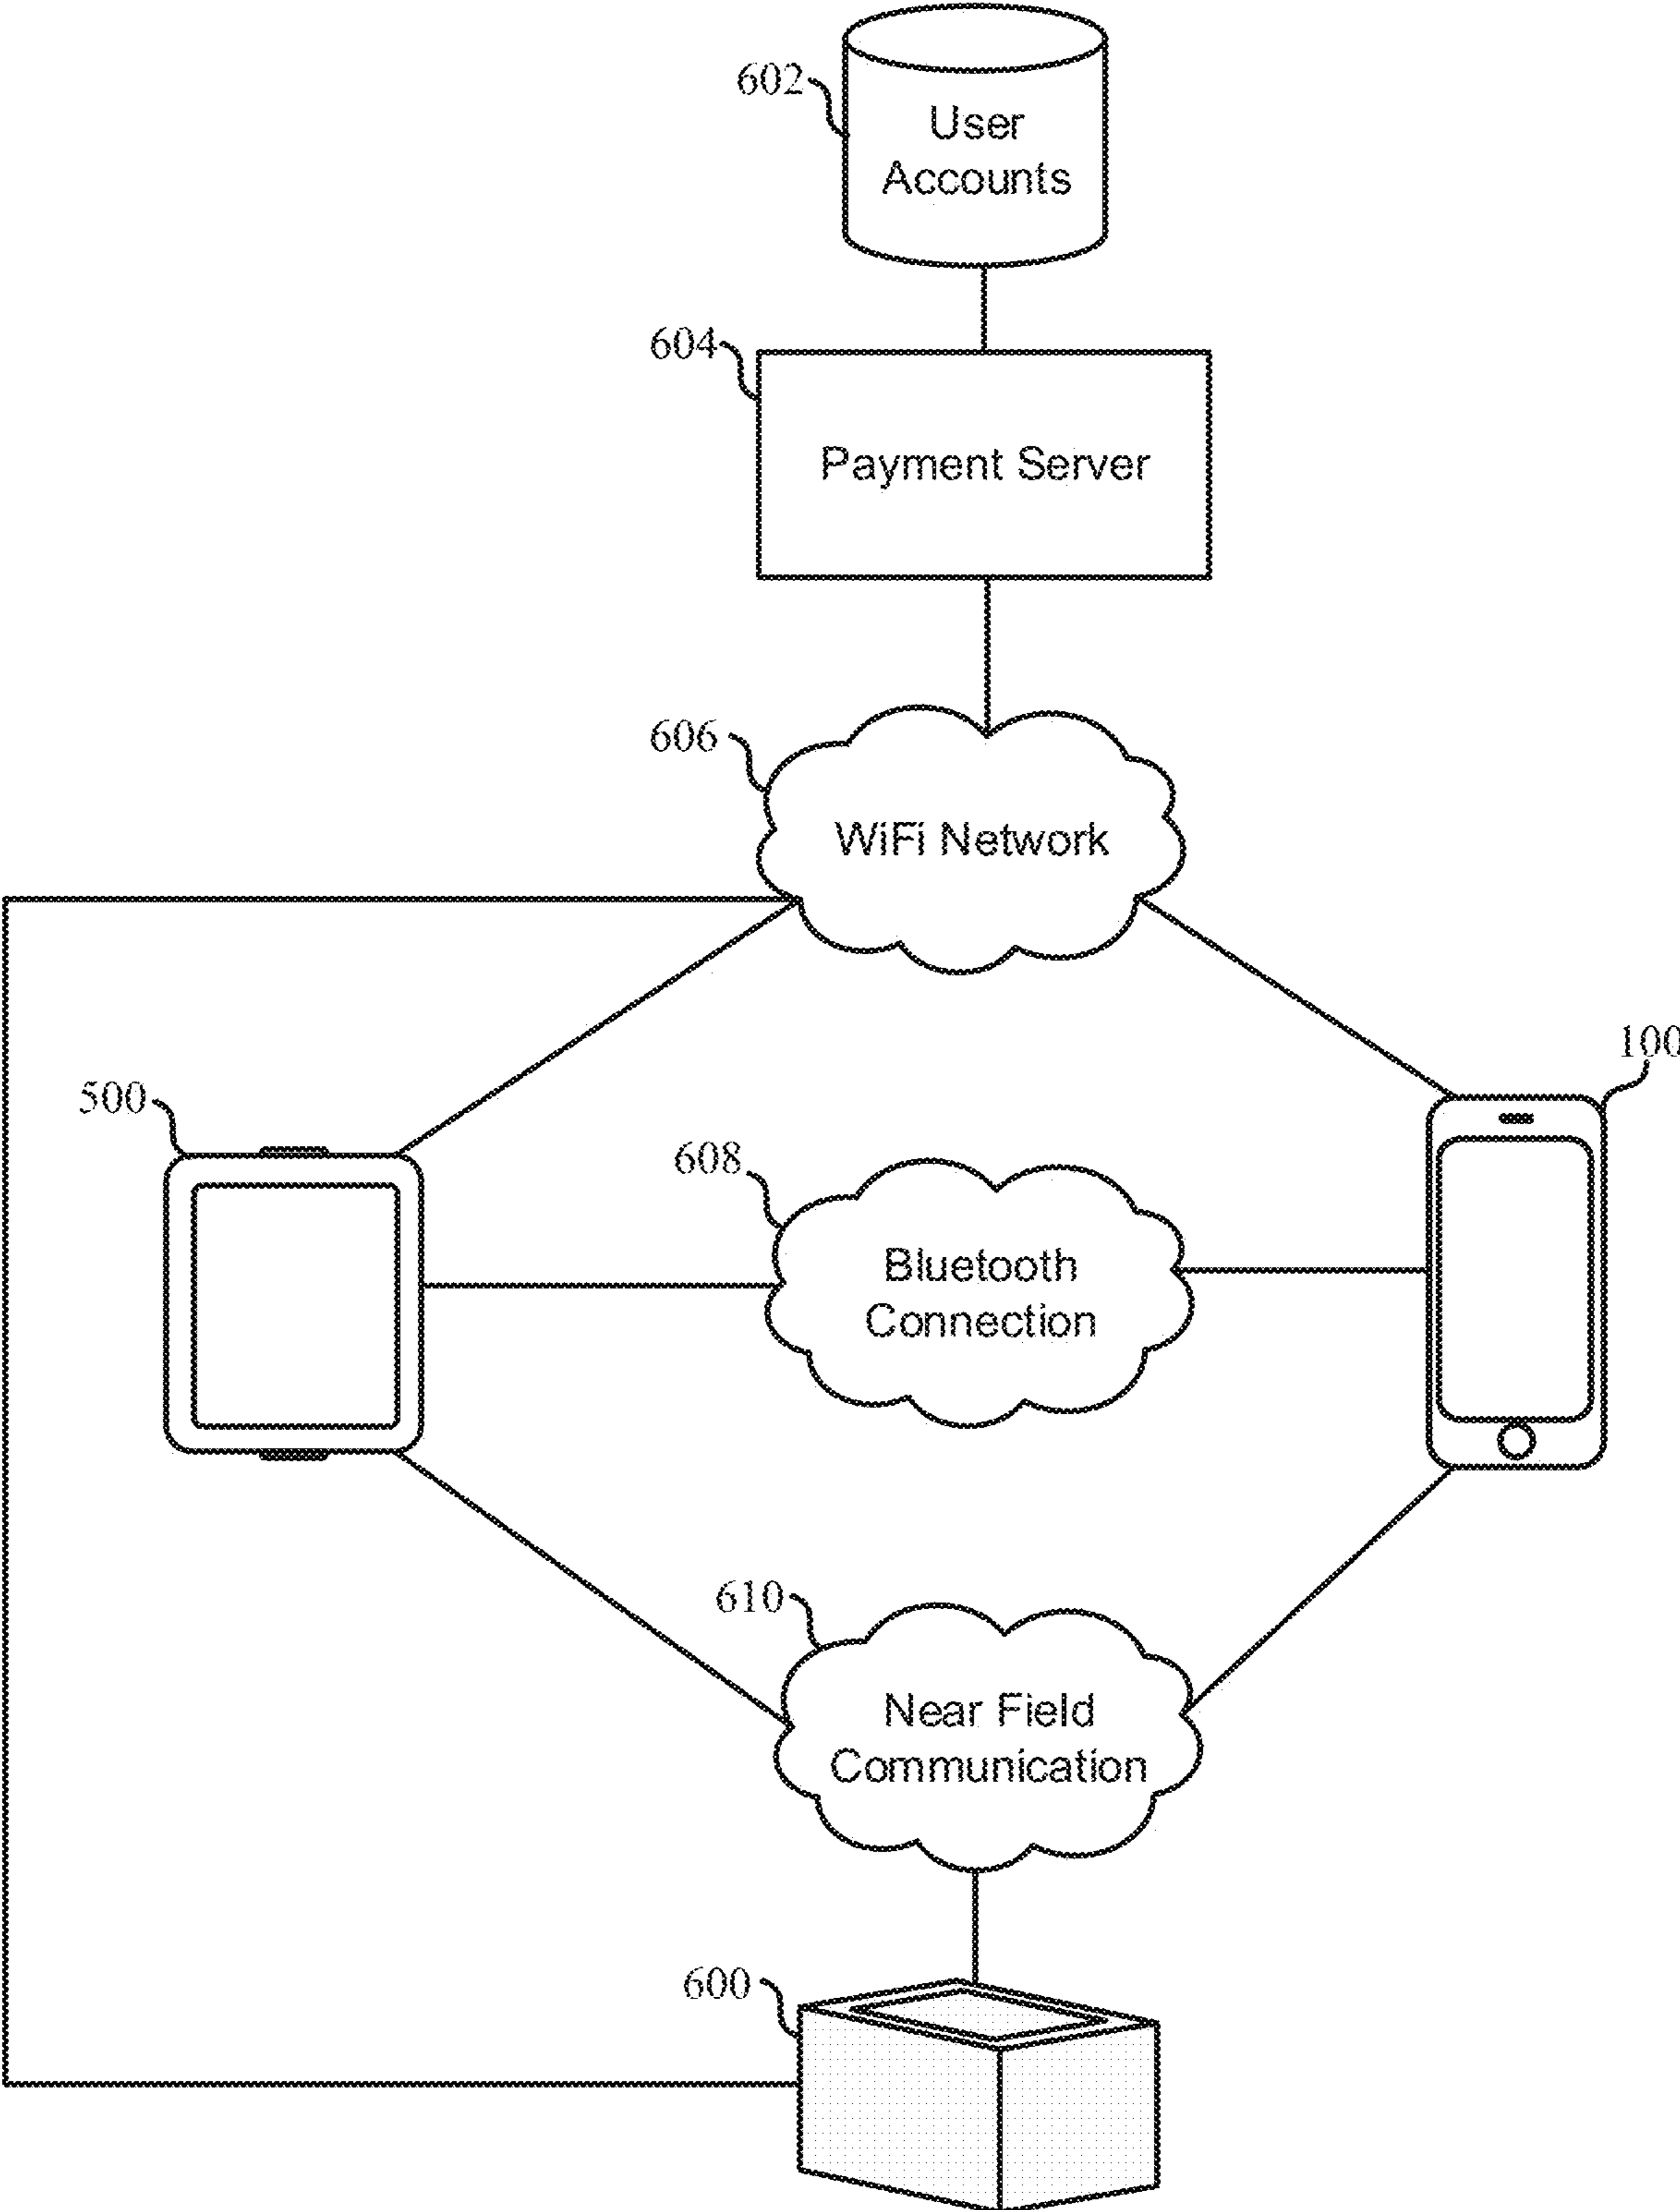 602
User
Accounts
604
Payment Server
606
WiFi Network
100
500
608
Bluetooth
Connection
610
Near Field
Communication
600